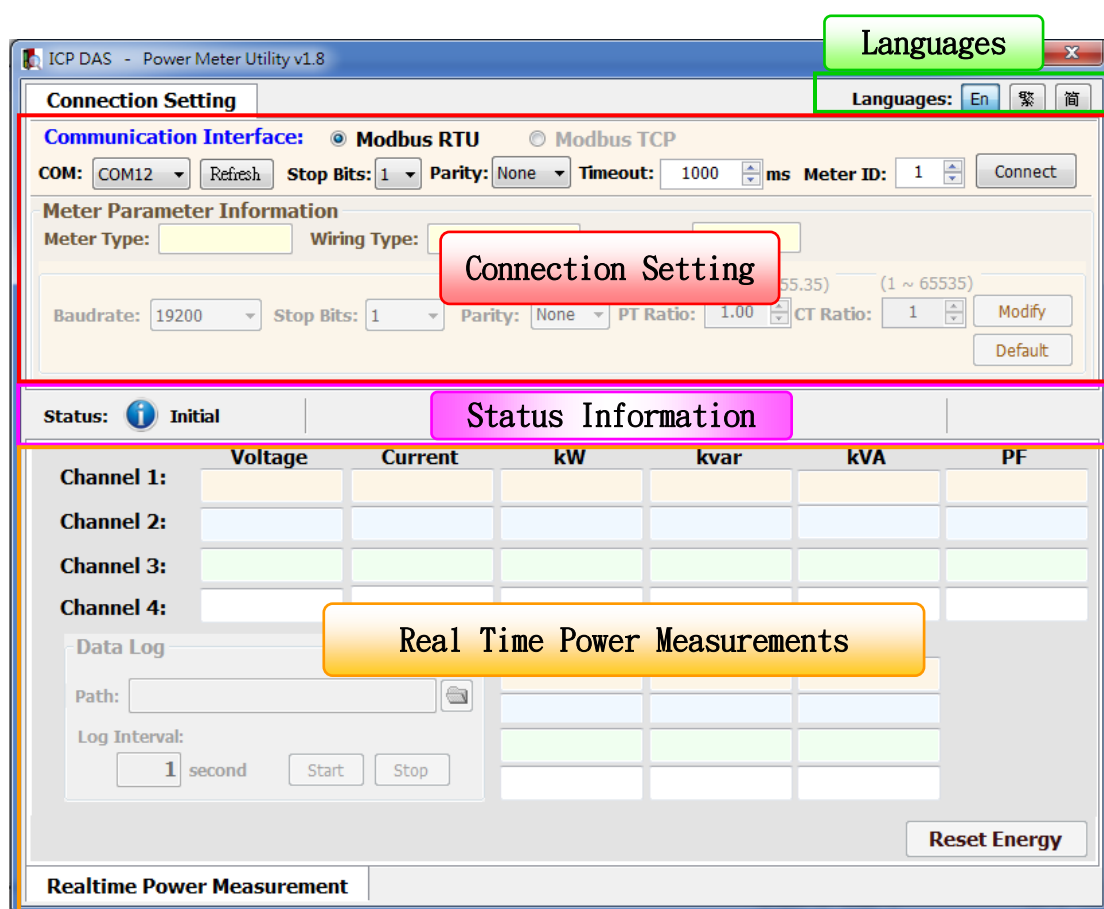 Languages
ICP DAS - Power Meter Utility v1.8
Connection Setting
Languages: En 繁 简
Communication Interface: Modbus RTU Modbus TCP
COM: COM12 Refresh Stop Bits: 1 Parity: None Timeout: 1000 ms Meter ID: 1 Connect
Meter Parameter Information
Meter Type: Wiring Type:
Connection Setting
55.35) (1 ~ 65535)
Baudrate: 19200 Stop Bits: 1 Parity: None PT Ratio: 1.00 CT Ratio: 1 Modify
Default
Status: Initial
Status Information
Voltage Current kW kvar kVA PF
Channel 1:
Channel 2:
Channel 3:
Channel 4:
Real Time Power Measurements
Data Log
Path:
Log Interval:
1 second Start Stop
Reset Energy
Realtime Power Measurement